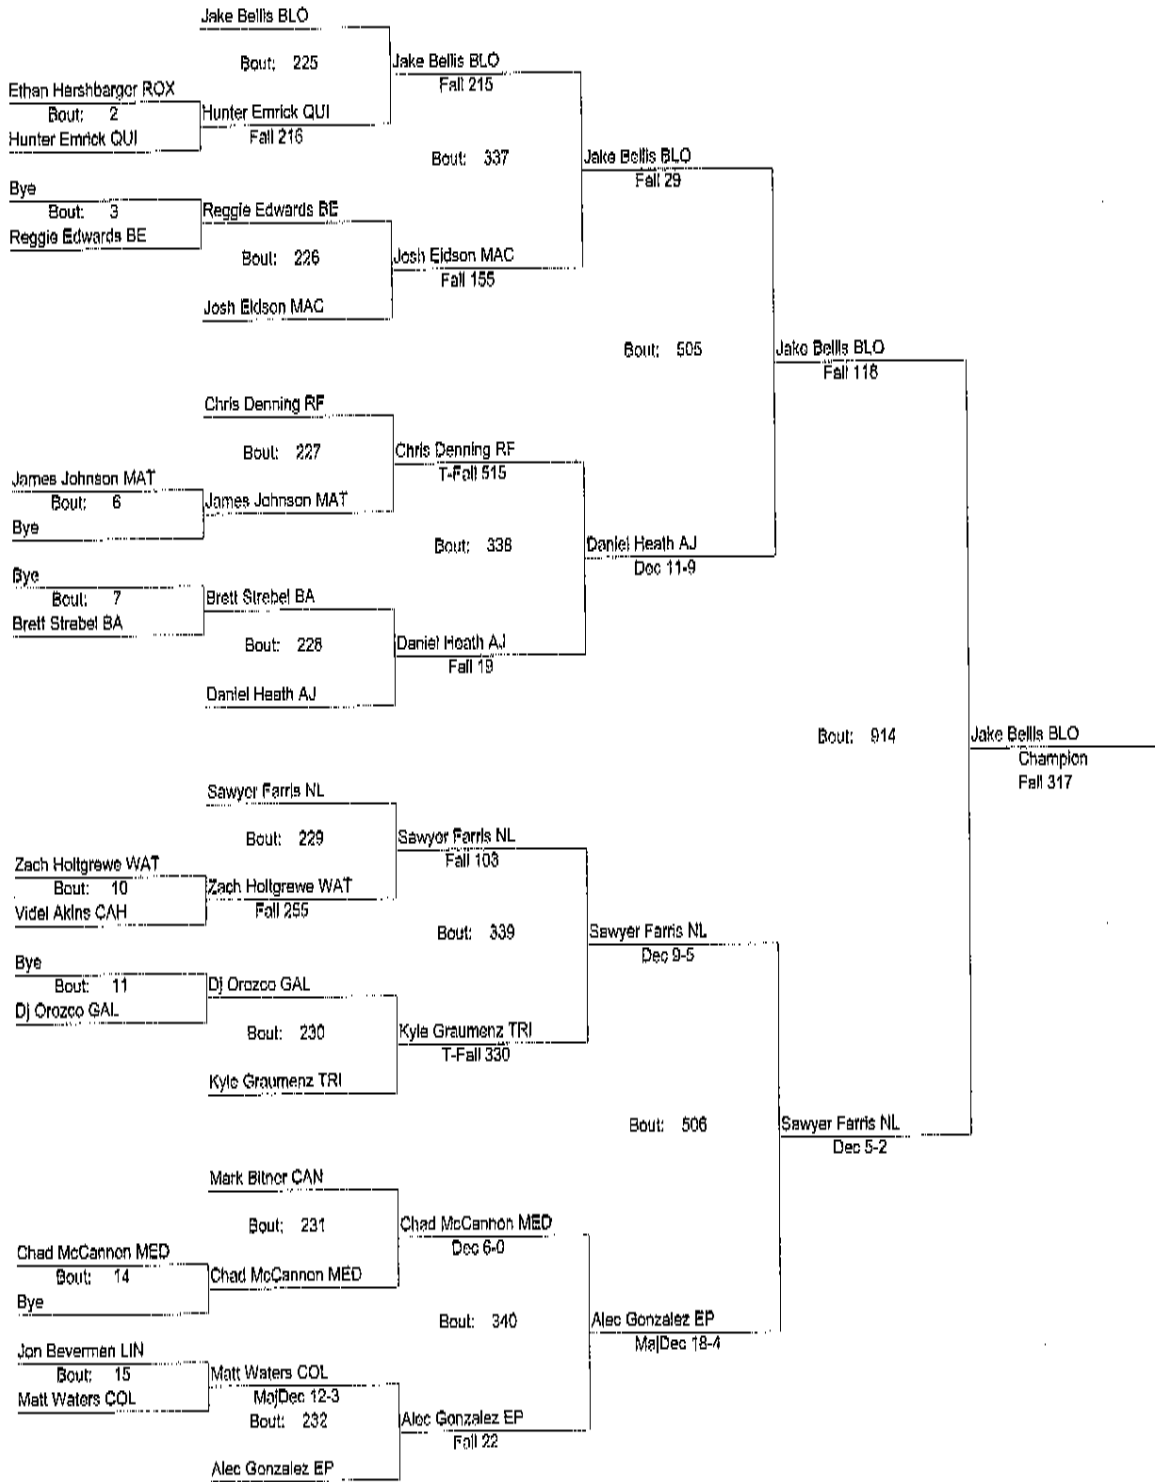 Jake Bellis BLO
Bout: 225
Jake Bellis BLO
Fall 215
Ethan Hershbarger ROX
Bout: 2
Hunter Emrick QUI
Hunter Emrick QUI
Fall 216
Bout: 337
Jake Bellis BLO
Fall 29
Bye
Bout: 3
Reggie Edwards BE
Reggie Edwards BE
Bout: 226
Josh Eidson MAC
Fall 155
Josh Eidson MAC
Bout: 505
Jake Bellis BLO
Fall 118
Chris Denning RF
Bout: 227
Chris Denning RF
T-Fall 515
James Johnson MAT
Bout: 6
Bye
James Johnson MAT
Bout: 338
Daniel Heath AJ
Dec 11-9
Bye
Bout: 7
Brett Strebel BA
Brett Strebel BA
Bout: 228
Daniel Heath AJ
Fall 19
Daniel Heath AJ
Bout: 914
Jake Bellis BLO
Champion
Fall 317
Sawyer Farris NL
Bout: 229
Sawyer Farris NL
Fall 103
Zach Holtgrewe WAT
Bout: 10
Videl Akins CAH
Zach Holtgrewe WAT
Fall 255
Bout: 339
Sawyer Farris NL
Dec 9-5
Bye
Bout: 11
Dj Orozco GAL
Dj Orozco GAL
Bout: 230
Kyle Graumenz TRI
T-Fall 330
Kyle Graumenz TRI
Bout: 506
Sawyer Farris NL
Dec 5-2
Mark Bitner CAN
Bout: 231
Chad McCannon MED
Dec 6-0
Chad McCannon MED
Bout: 14
Bye
Chad McCannon MED
Bout: 340
Alec Gonzalez EP
MajDec 18-4
Jon Beverman LIN
Bout: 15
Matt Waters COL
Matt Waters COL
MajDec 12-3
Bout: 232
Alec Gonzalez EP
Fall 22
Alec Gonzalez EP